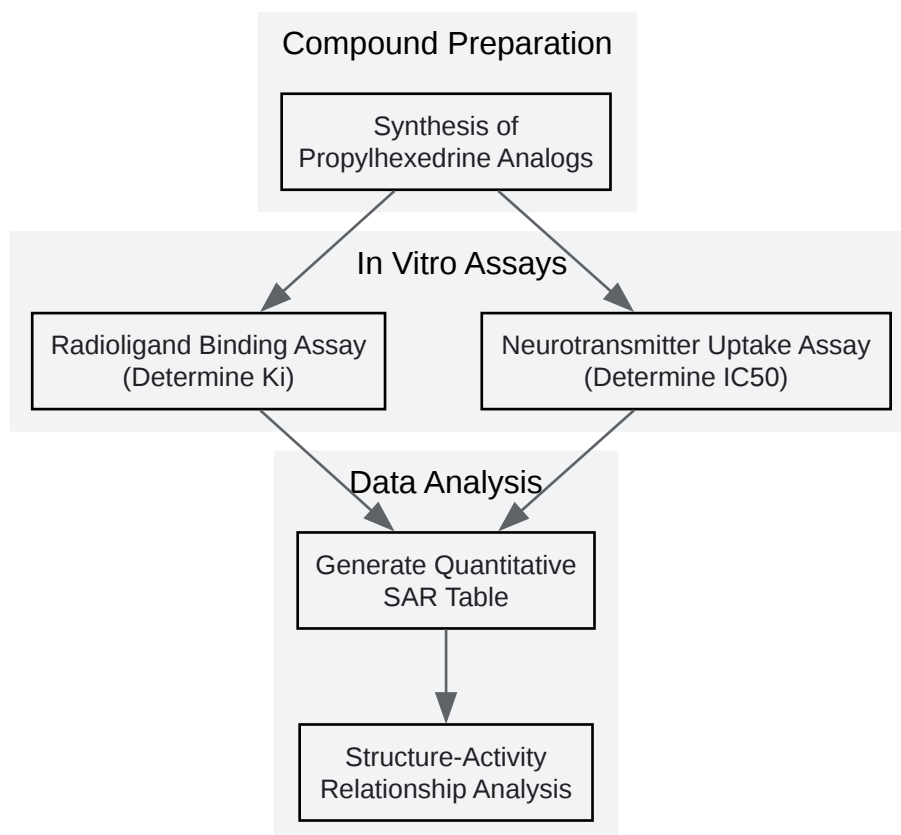 Compound Preparation
Synthesis of
Propylhexedrine Analogs
In Vitro Assays
Radioligand Binding Assay
(Determine Ki)
Neurotransmitter Uptake Assay
(Determine IC50)
Data Analysis
Generate Quantitative
SAR Table
Structure-Activity
Relationship Analysis